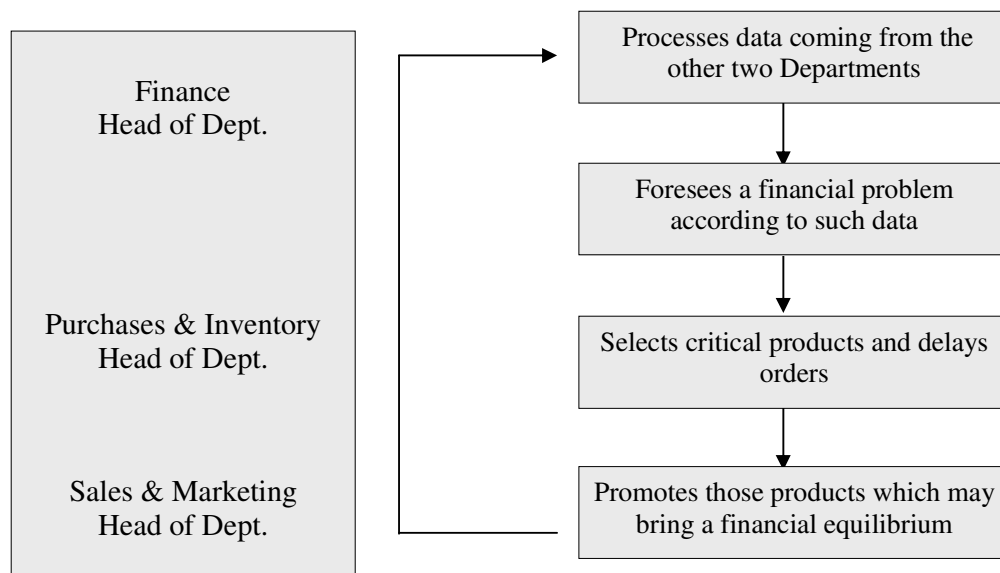 Finance
Head of Dept.
Purchases & Inventory
Head of Dept.
Sales & Marketing
Head of Dept.
Processes data coming from the
other two Departments
Foresees a financial problem
according to such data
Selects critical products and delays
orders
Promotes those products which may
bring a financial equilibrium